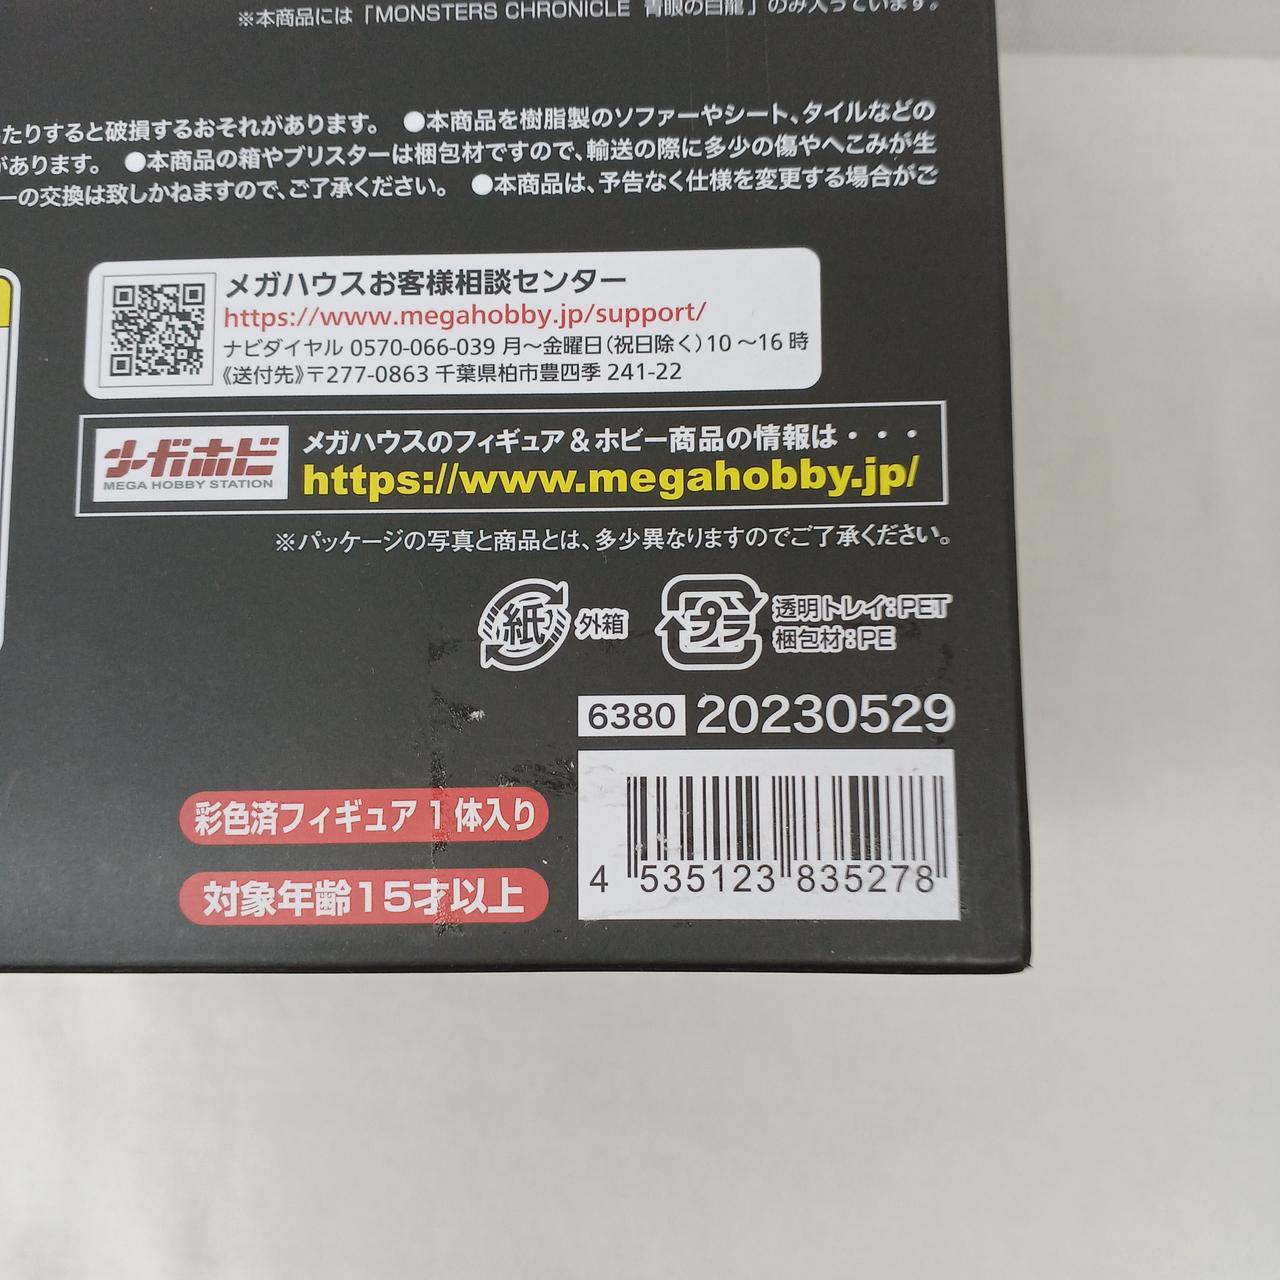 ※本商品には「MONSTERS CHRONICLE 青眼の白龍」のみ入っています。
たりすると破損するおそれがあります。 ●本商品を樹脂製のソファーやシート、タイルなどの
があります。 ●本商品の箱やブリスターは梱包材ですので、輸送の際に多少の傷やへこみが生
ーの交換は致しかねますので、ご了承ください。 ●本商品は、予告なく仕様を変更する場合がご
メガハウスお客様相談センター
https://www.megahobby.jp/support/
ナビダイヤル 0570-066-039 月〜金曜日(祝日除く)10〜16時
《送付先》〒277-0863 千葉県柏市豊四季 241-22
メガホビ
MEGA HOBBY STATION
メガハウスのフィギュア&ホビー商品の情報は・・・
https://www.megahobby.jp/
※パッケージの写真と商品とは、多少異なりますのでご了承ください。
紙 外箱
プラ 透明トレイ:PET
梱包材:PE
6380 20230529
彩色済フィギュア1体入り
対象年齢15才以上
4 535123 835278